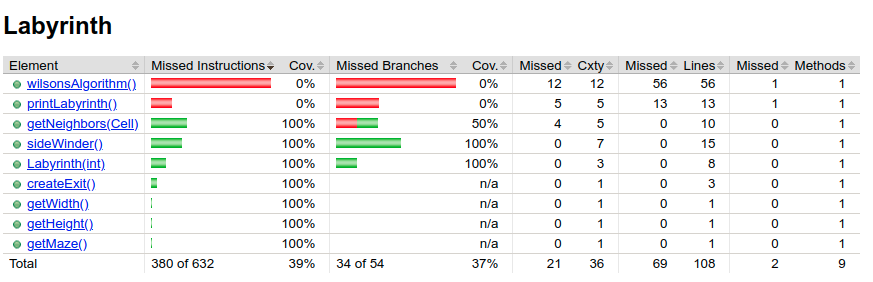 Labyrinth
Element Missed Instructions Cov. Missed Branches Cov. Missed Cxty Missed Lines Missed Methods
wilsonsAlgorithm() 0% 0% 12 12 56 56 1 1
printLabyrinth() 0% 0% 5 5 13 13 1 1
getNeighbors(Cell) 100% 50% 4 5 0 10 0 1
sideWinder() 100% 100% 0 7 0 15 0 1
Labyrinth(int) 100% 100% 0 3 0 8 0 1
createExit() 100% n/a 0 1 0 3 0 1
getWidth() 100% n/a 0 1 0 1 0 1
getHeight() 100% n/a 0 1 0 1 0 1
getMaze() 100% n/a 0 1 0 1 0 1
Total 380 of 632 39% 34 of 54 37% 21 36 69 108 2 9